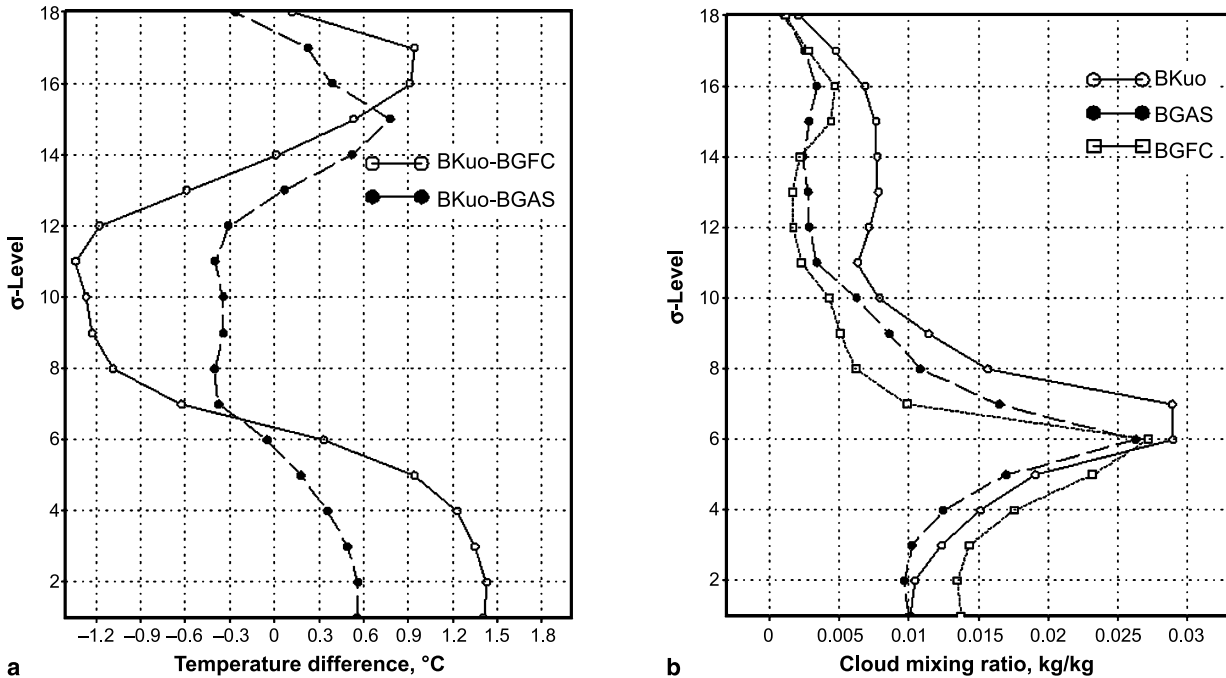 18
16
14
12
10
8
6
4
2
σ-Level
BKuo-BGFC
BKuo-BGAS
–1.2 –0.9 –0.6 –0.3 0 0.3 0.6 0.9 1.2 1.5 1.8
Temperature difference, °C
a
18
16
14
12
10
8
6
4
2
σ-Level
BKuo
BGAS
BGFC
0 0.005 0.01 0.015 0.02 0.025 0.03
Cloud mixing ratio, kg/kg
b